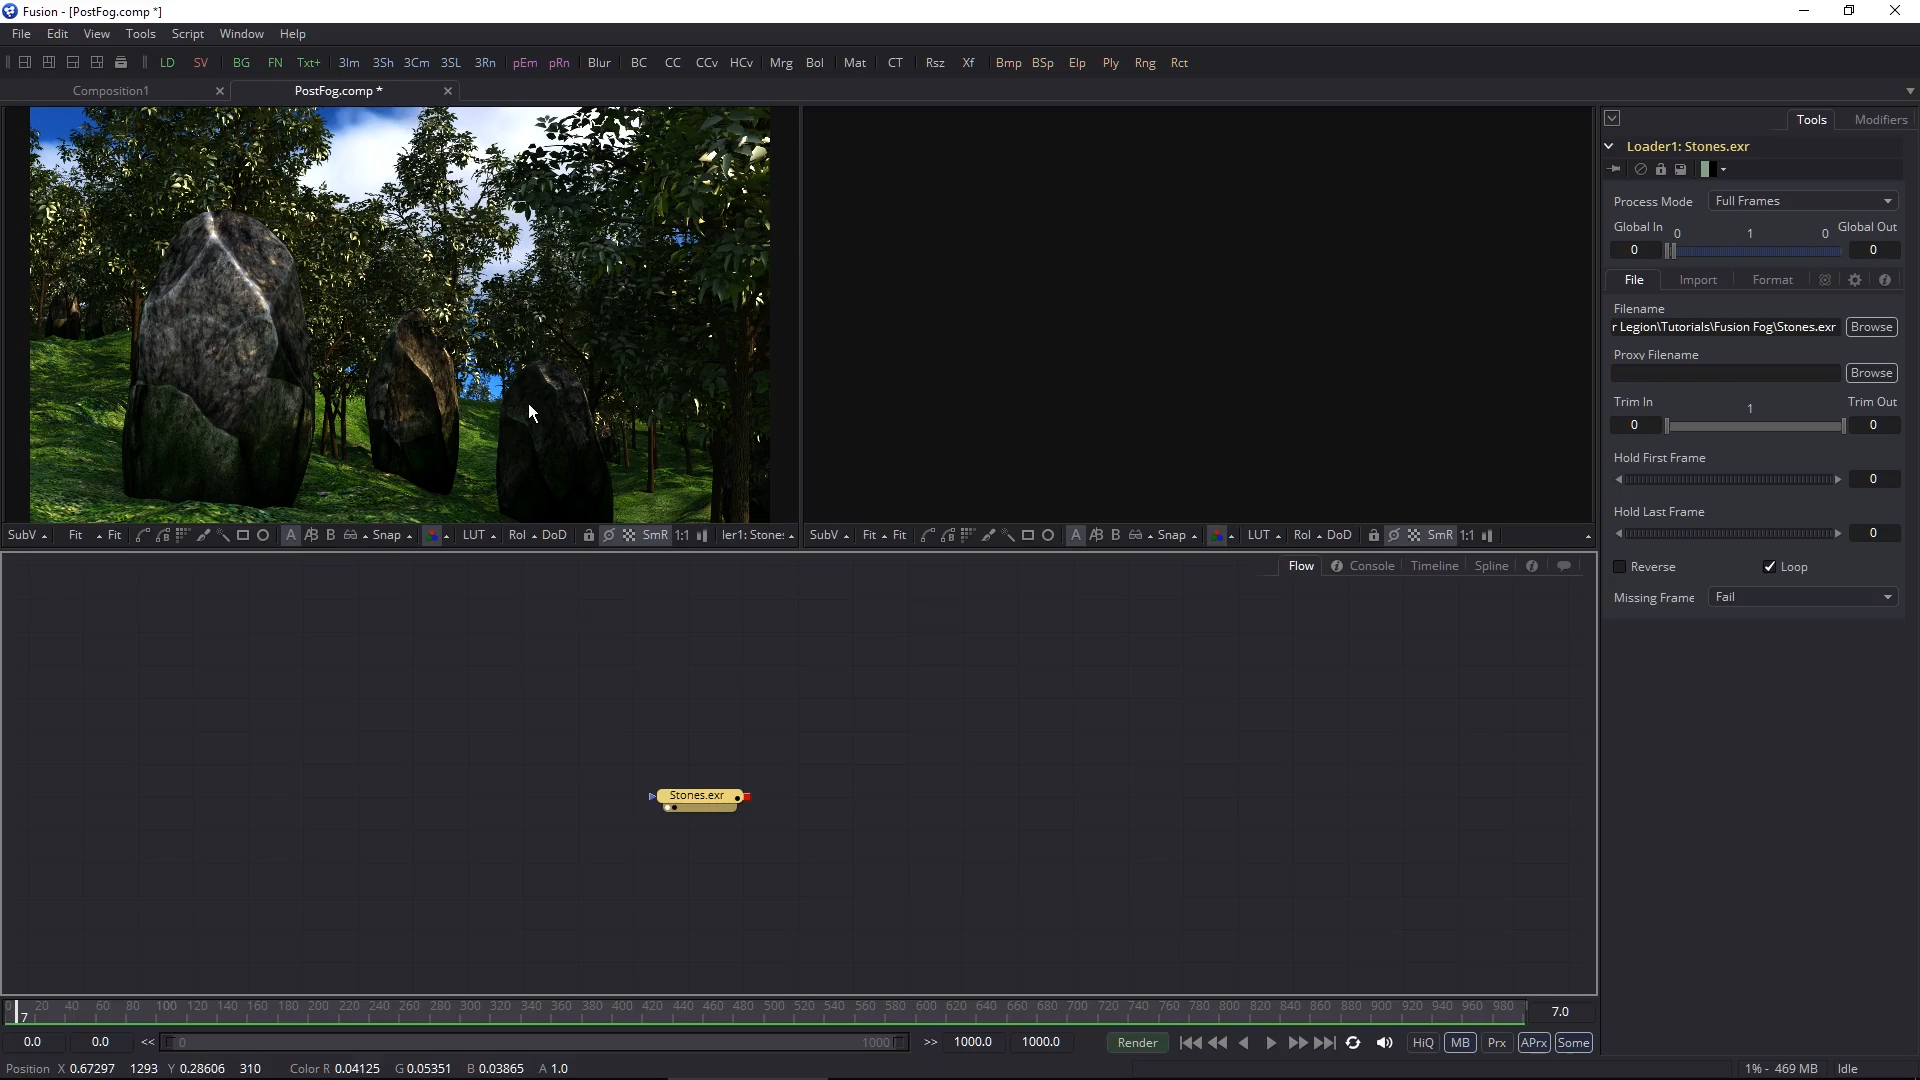 Fusion - [PostFog.comp *]
File Edit View Tools Script Window Help
LD SV BG FN Txt+ 3Im 3Sh 3Cm 3SL 3Rn pEm pRn Blur BC CC CCv HCv Mrg Bol Mat CT Rsz Xf Bmp BSp Elp Ply Rng Rct
Composition1 PostFog.comp *
Tools Modifiers
Loader1: Stones.exr
Process Mode Full Frames
Global In 0 1 0 Global Out
0 0
File Import Format
Filename
r Legion\Tutorials\Fusion Fog\Stones.exr Browse
Proxy Filename
Browse
Trim In 1 Trim Out
0 0
Hold First Frame
0
Hold Last Frame
0
Reverse Loop
Missing Frame Fail
SubV Fit Fit A B Snap LUT RoI DoD SmR 1:1 ler1: Stone:
SubV Fit Fit A B Snap LUT RoI DoD SmR 1:1
Flow Console Timeline Spline
Stones.exr
0 20 40 60 80 100 120 140 160 180 200 220 240 260 280 300 320 340 360 380 400 420 440 460 480 500 520 540 560 580 600 620 640 660 680 700 720 740 760 780 800 820 840 860 880 900 920 940 960 980
7 7.0
0.0 0.0 << 0 1000 >> 1000.0 1000.0 Render HiQ MB Prx APrx Some
Position X 0.67297 1293 Y 0.28606 310 Color R 0.04125 G 0.05351 B 0.03865 A 1.0 1% - 469 MB Idle